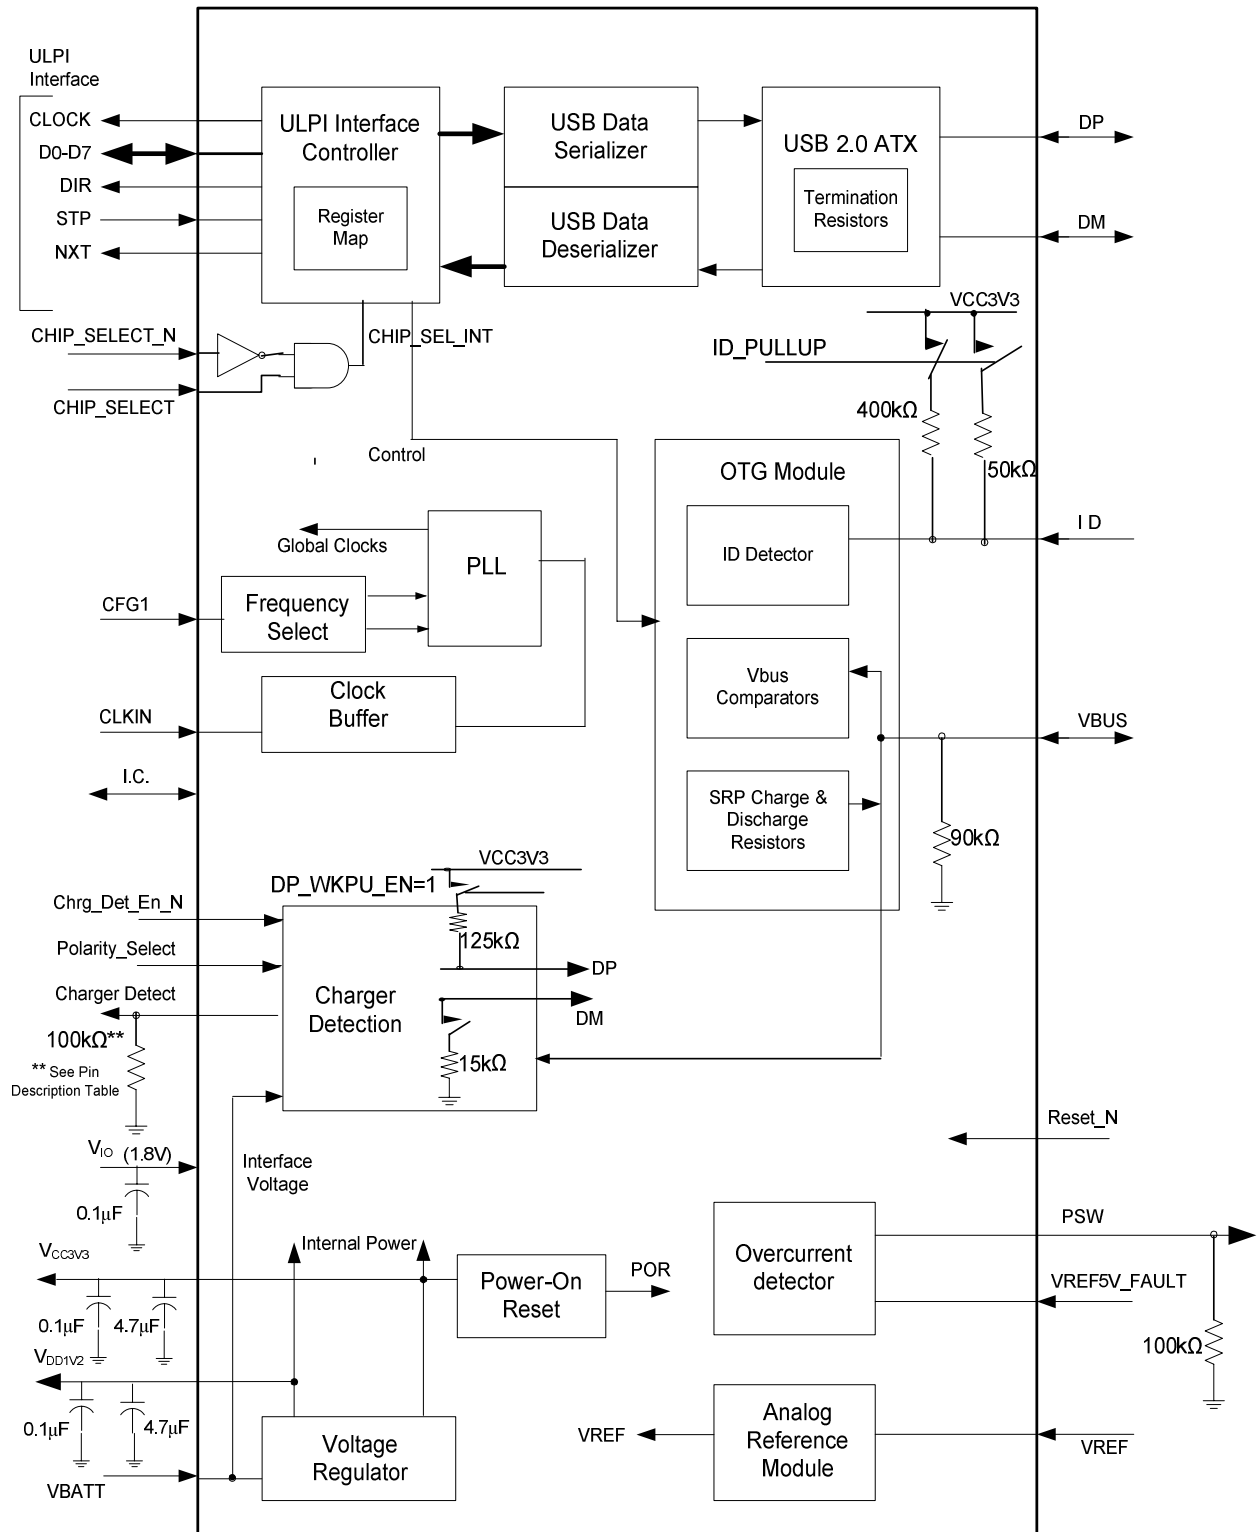 ULPI
Interface
CLOCK
D0-D7
DIR
STP
NXT
ULPI Interface
Controller
Register
Map
USB Data
Serializer
USB Data
Deserializer
USB 2.0 ATX
Termination
Resistors
DP
DM
CHIP_SELECT_N
CHIP_SELECT
CHIP_SEL_INT
VCC3V3
ID_PULLUP
400kΩ
50kΩ
Control
OTG Module
ID Detector
I D
Vbus
Comparators
VBUS
SRP Charge &
Discharge
Resistors
90kΩ
Global Clocks
PLL
CFG1
Frequency
Select
Clock
Buffer
CLKIN
I.C.
VCC3V3
DP_WKPU_EN=1
Chrg_Det_En_N
Polarity_Select
Charger Detect
125kΩ
DP
DM
Charger
Detection
15kΩ
100kΩ**
** See Pin
Description Table
Reset_N
VIO (1.8V)
Interface
Voltage
0.1µF
PSW
Internal Power
VCC3V3
Power-On
Reset
POR
Overcurrent
detector
VREF5V_FAULT
0.1µF
4.7µF
100kΩ
VDD1V2
0.1µF
4.7µF
Voltage
Regulator
VREF
Analog
Reference
Module
VREF
VBATT